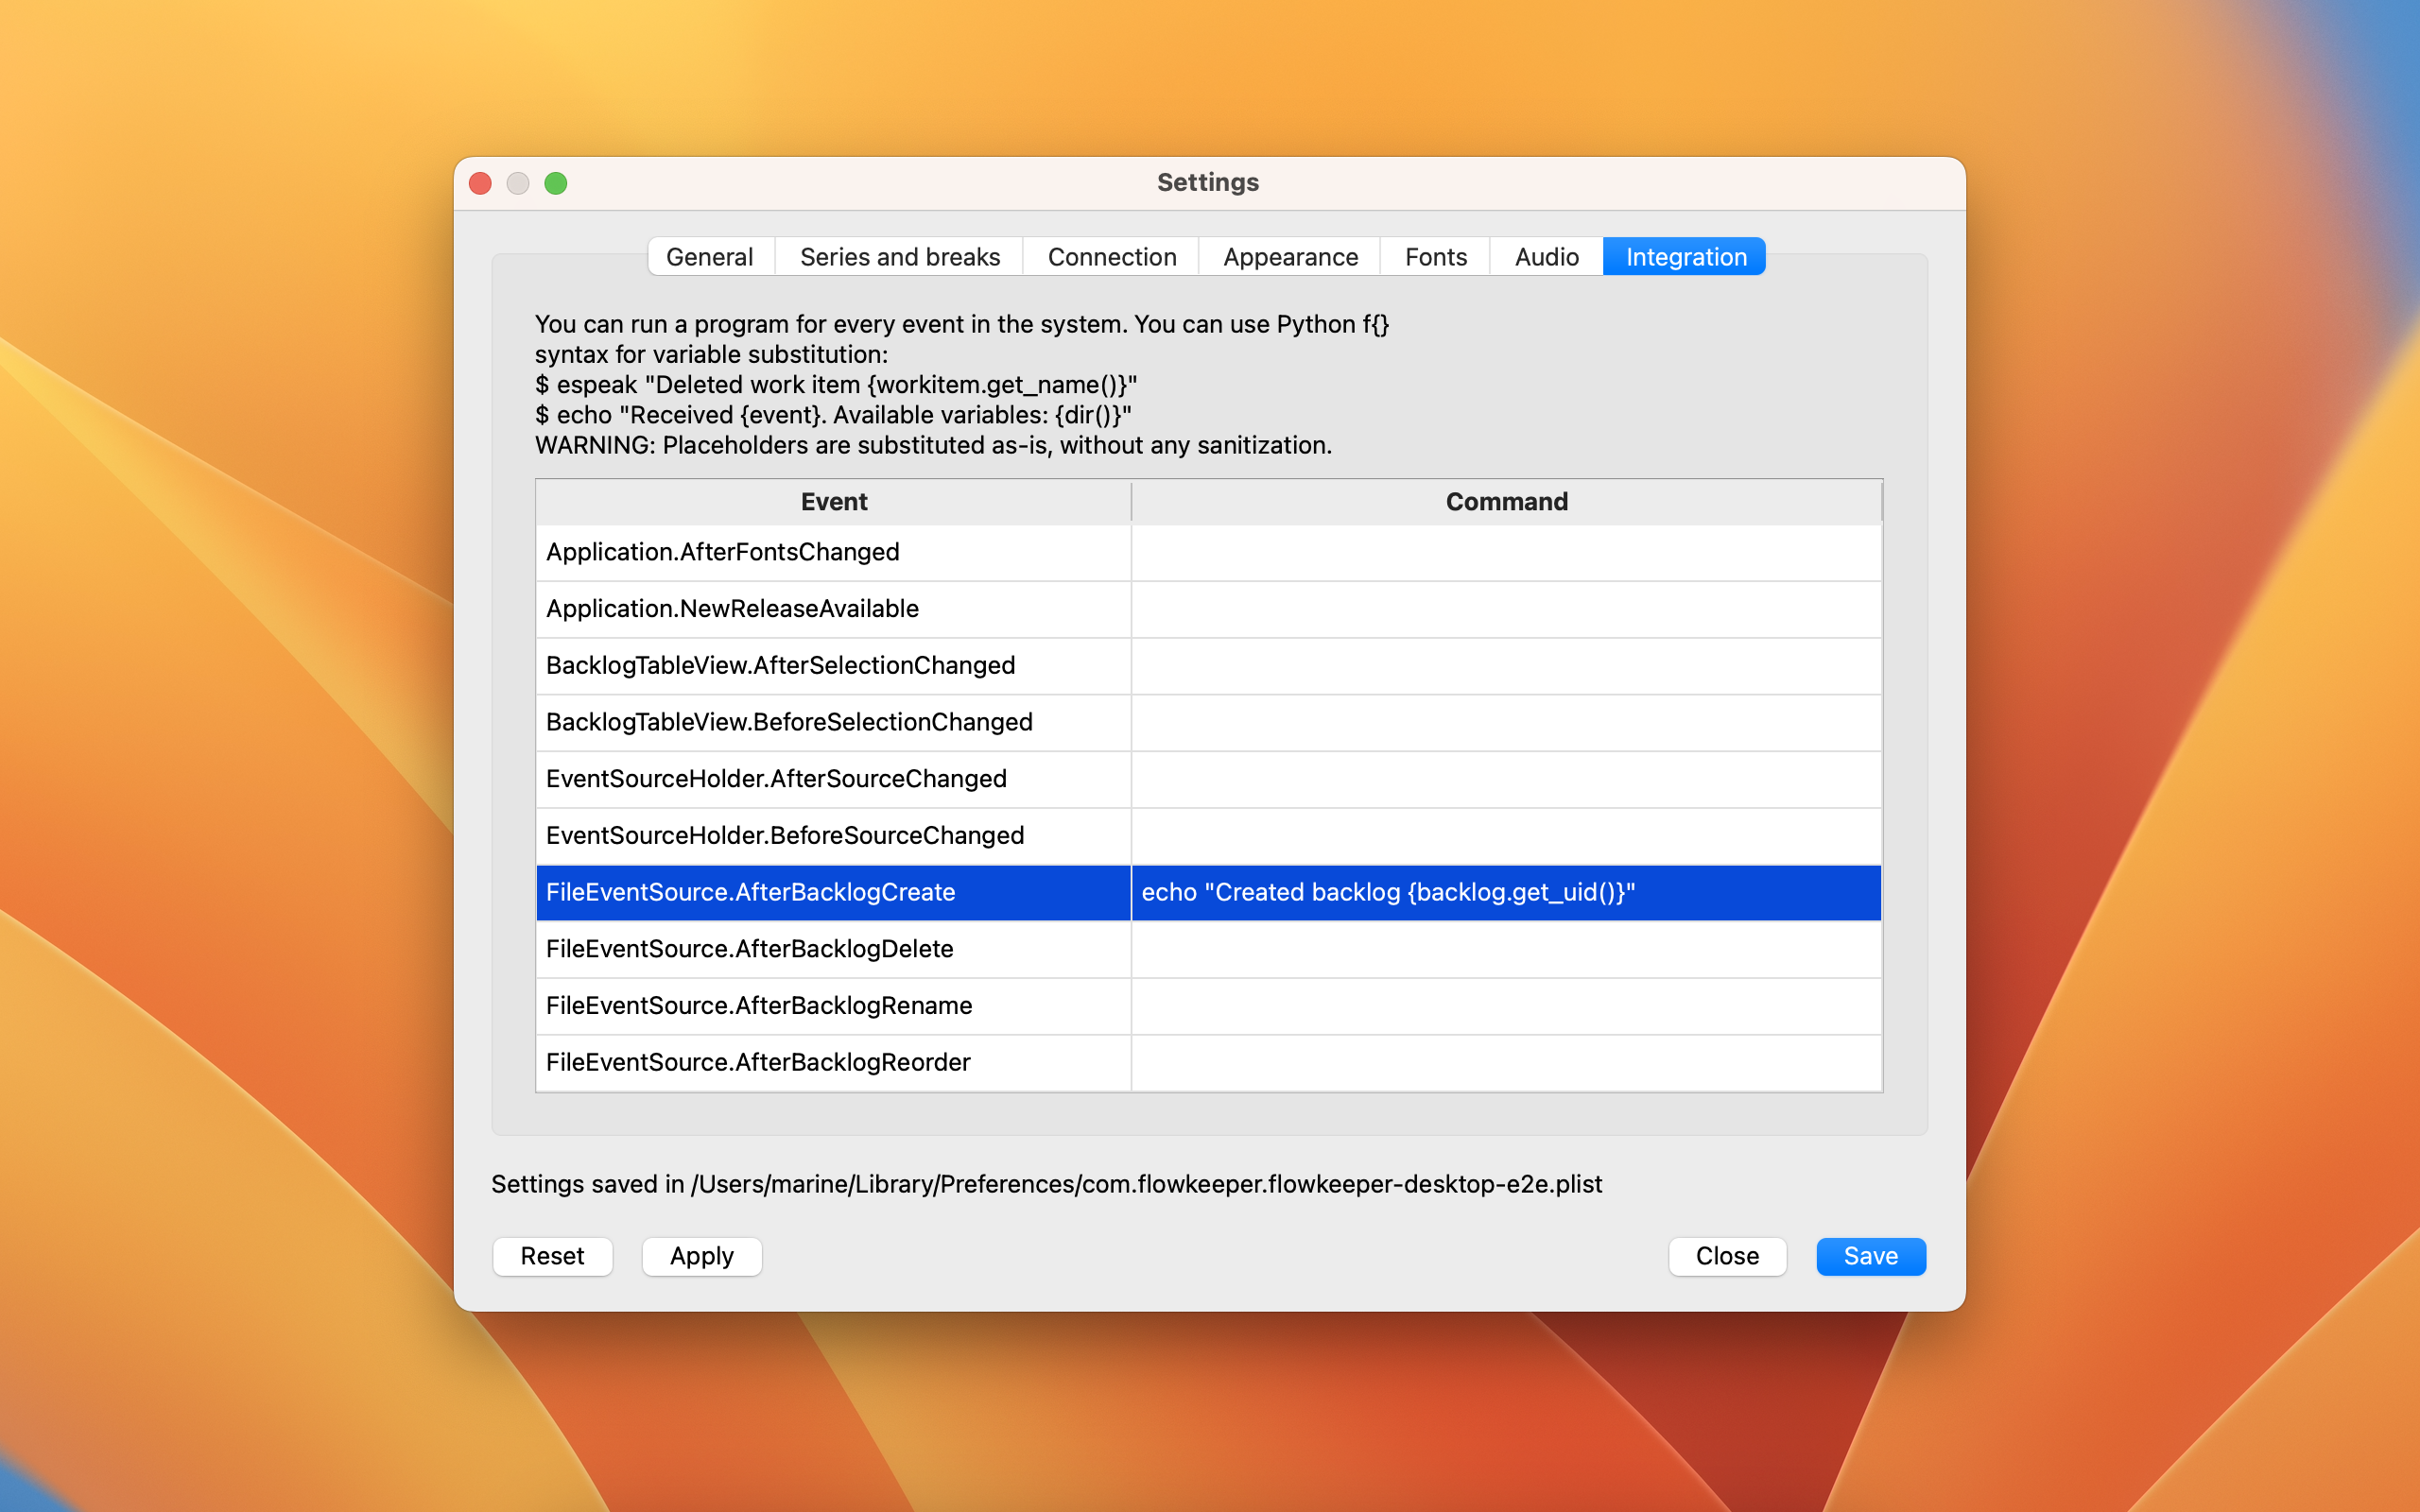 Settings
General
Series and breaks
Connection
Appearance
Fonts
Audio
Integration
You can run a program for every event in the system. You can use Python f{}
syntax for variable substitution:
$ espeak "Deleted work item {workitem.get_name()}"
$ echo "Received {event}. Available variables: {dir()}"
WARNING: Placeholders are substituted as-is, without any sanitization.
Event Command
Application.AfterFontsChanged
Application.NewReleaseAvailable
BacklogTableView.AfterSelectionChanged
BacklogTableView.BeforeSelectionChanged
EventSourceHolder.AfterSourceChanged
EventSourceHolder.BeforeSourceChanged
FileEventSource.AfterBacklogCreate echo "Created backlog {backlog.get_uid()}"
FileEventSource.AfterBacklogDelete
FileEventSource.AfterBacklogRename
FileEventSource.AfterBacklogReorder
Settings saved in /Users/marine/Library/Preferences/com.flowkeeper.flowkeeper-desktop-e2e.plist
Reset Apply Close Save